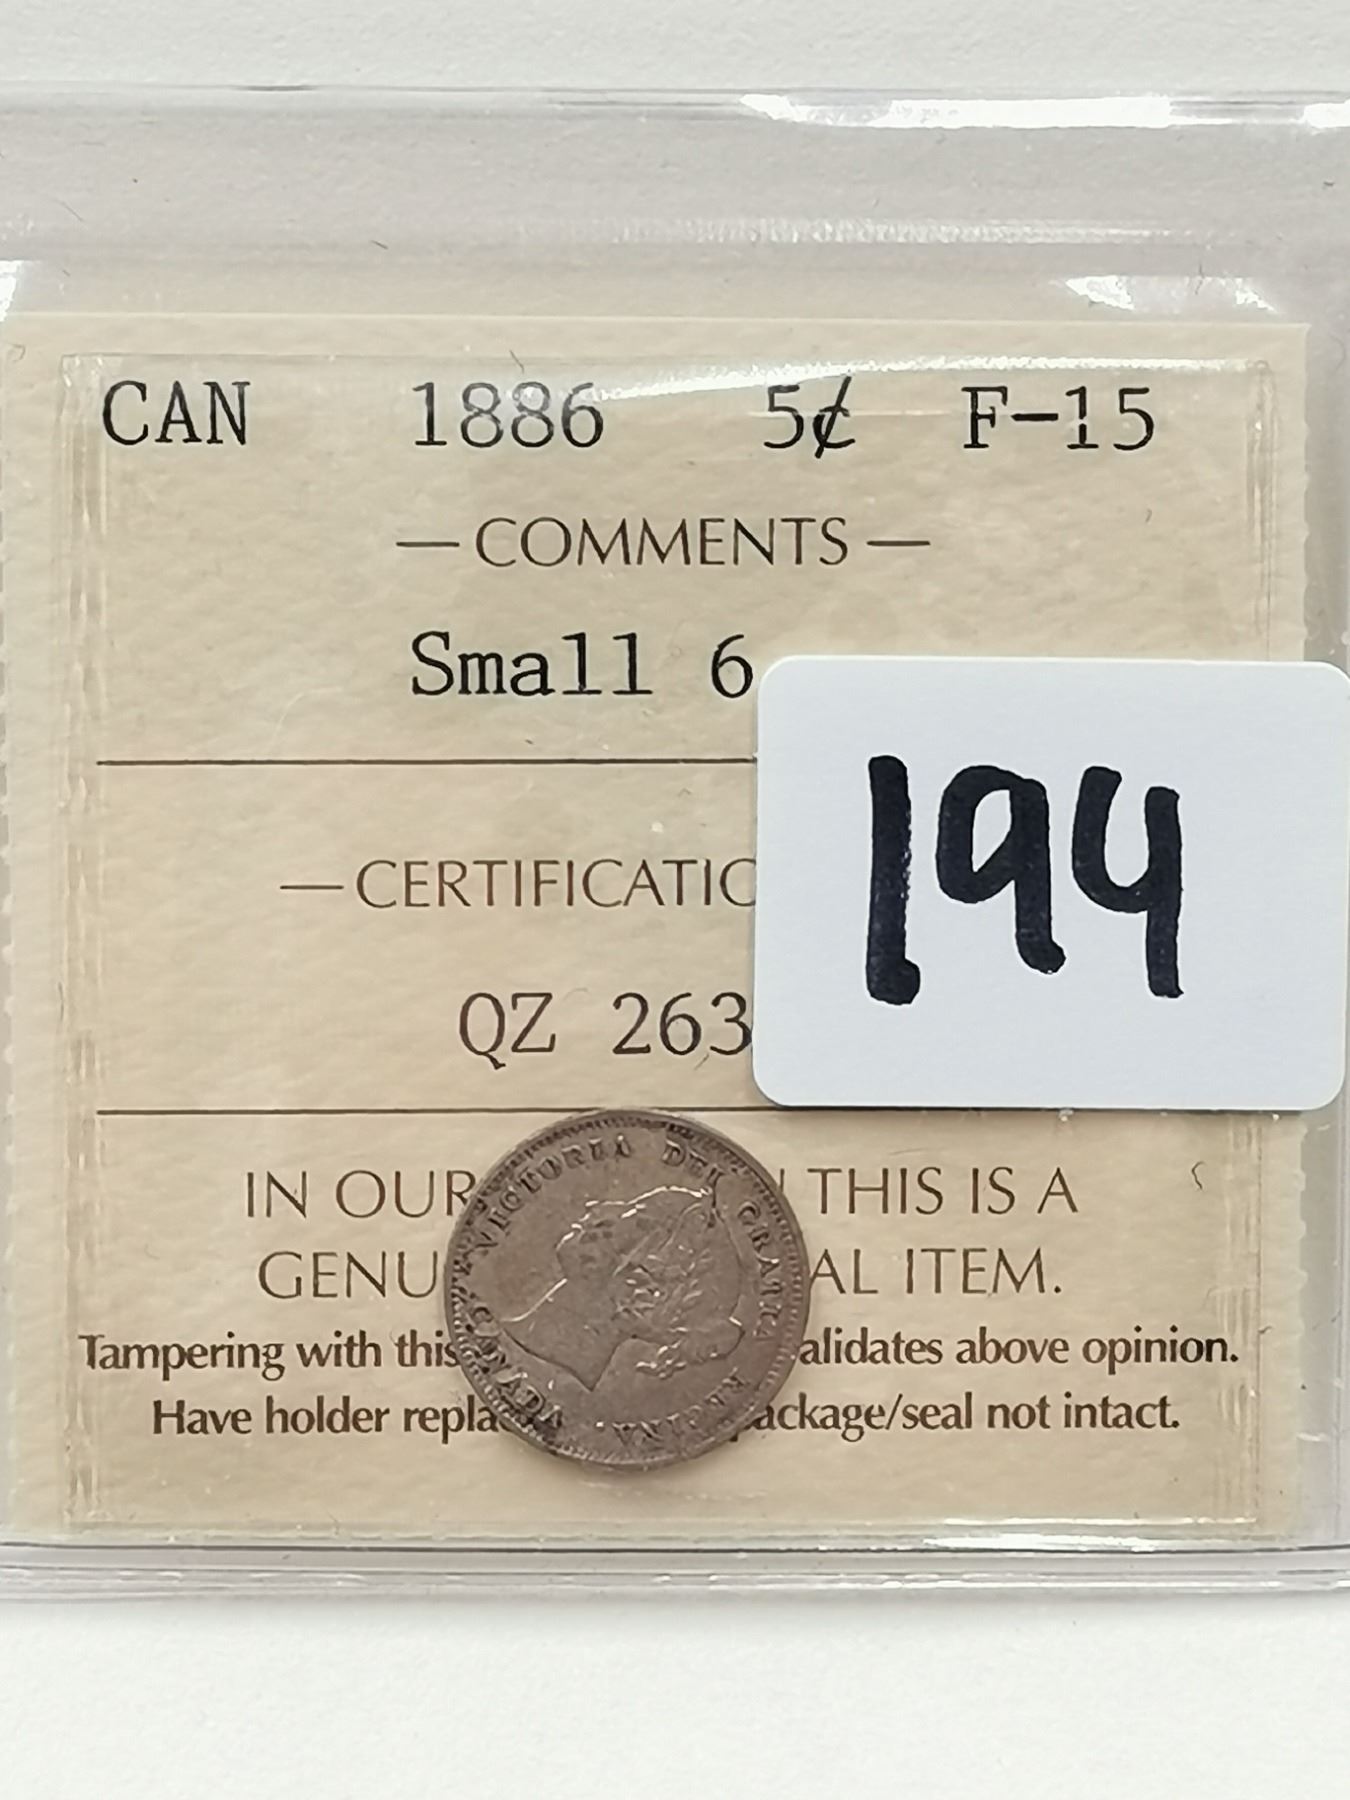 CAN 1886 5¢ F-15
— COMMENTS —
Small 6
194
— CERTIFICATIO
QZ 263
IN OUR THIS IS A
GENU AL ITEM.
Tampering with this alidates above opinion.
Have holder repla ackage/seal not intact.
VICTORIA DEI GRATIA REGINA. CANADA